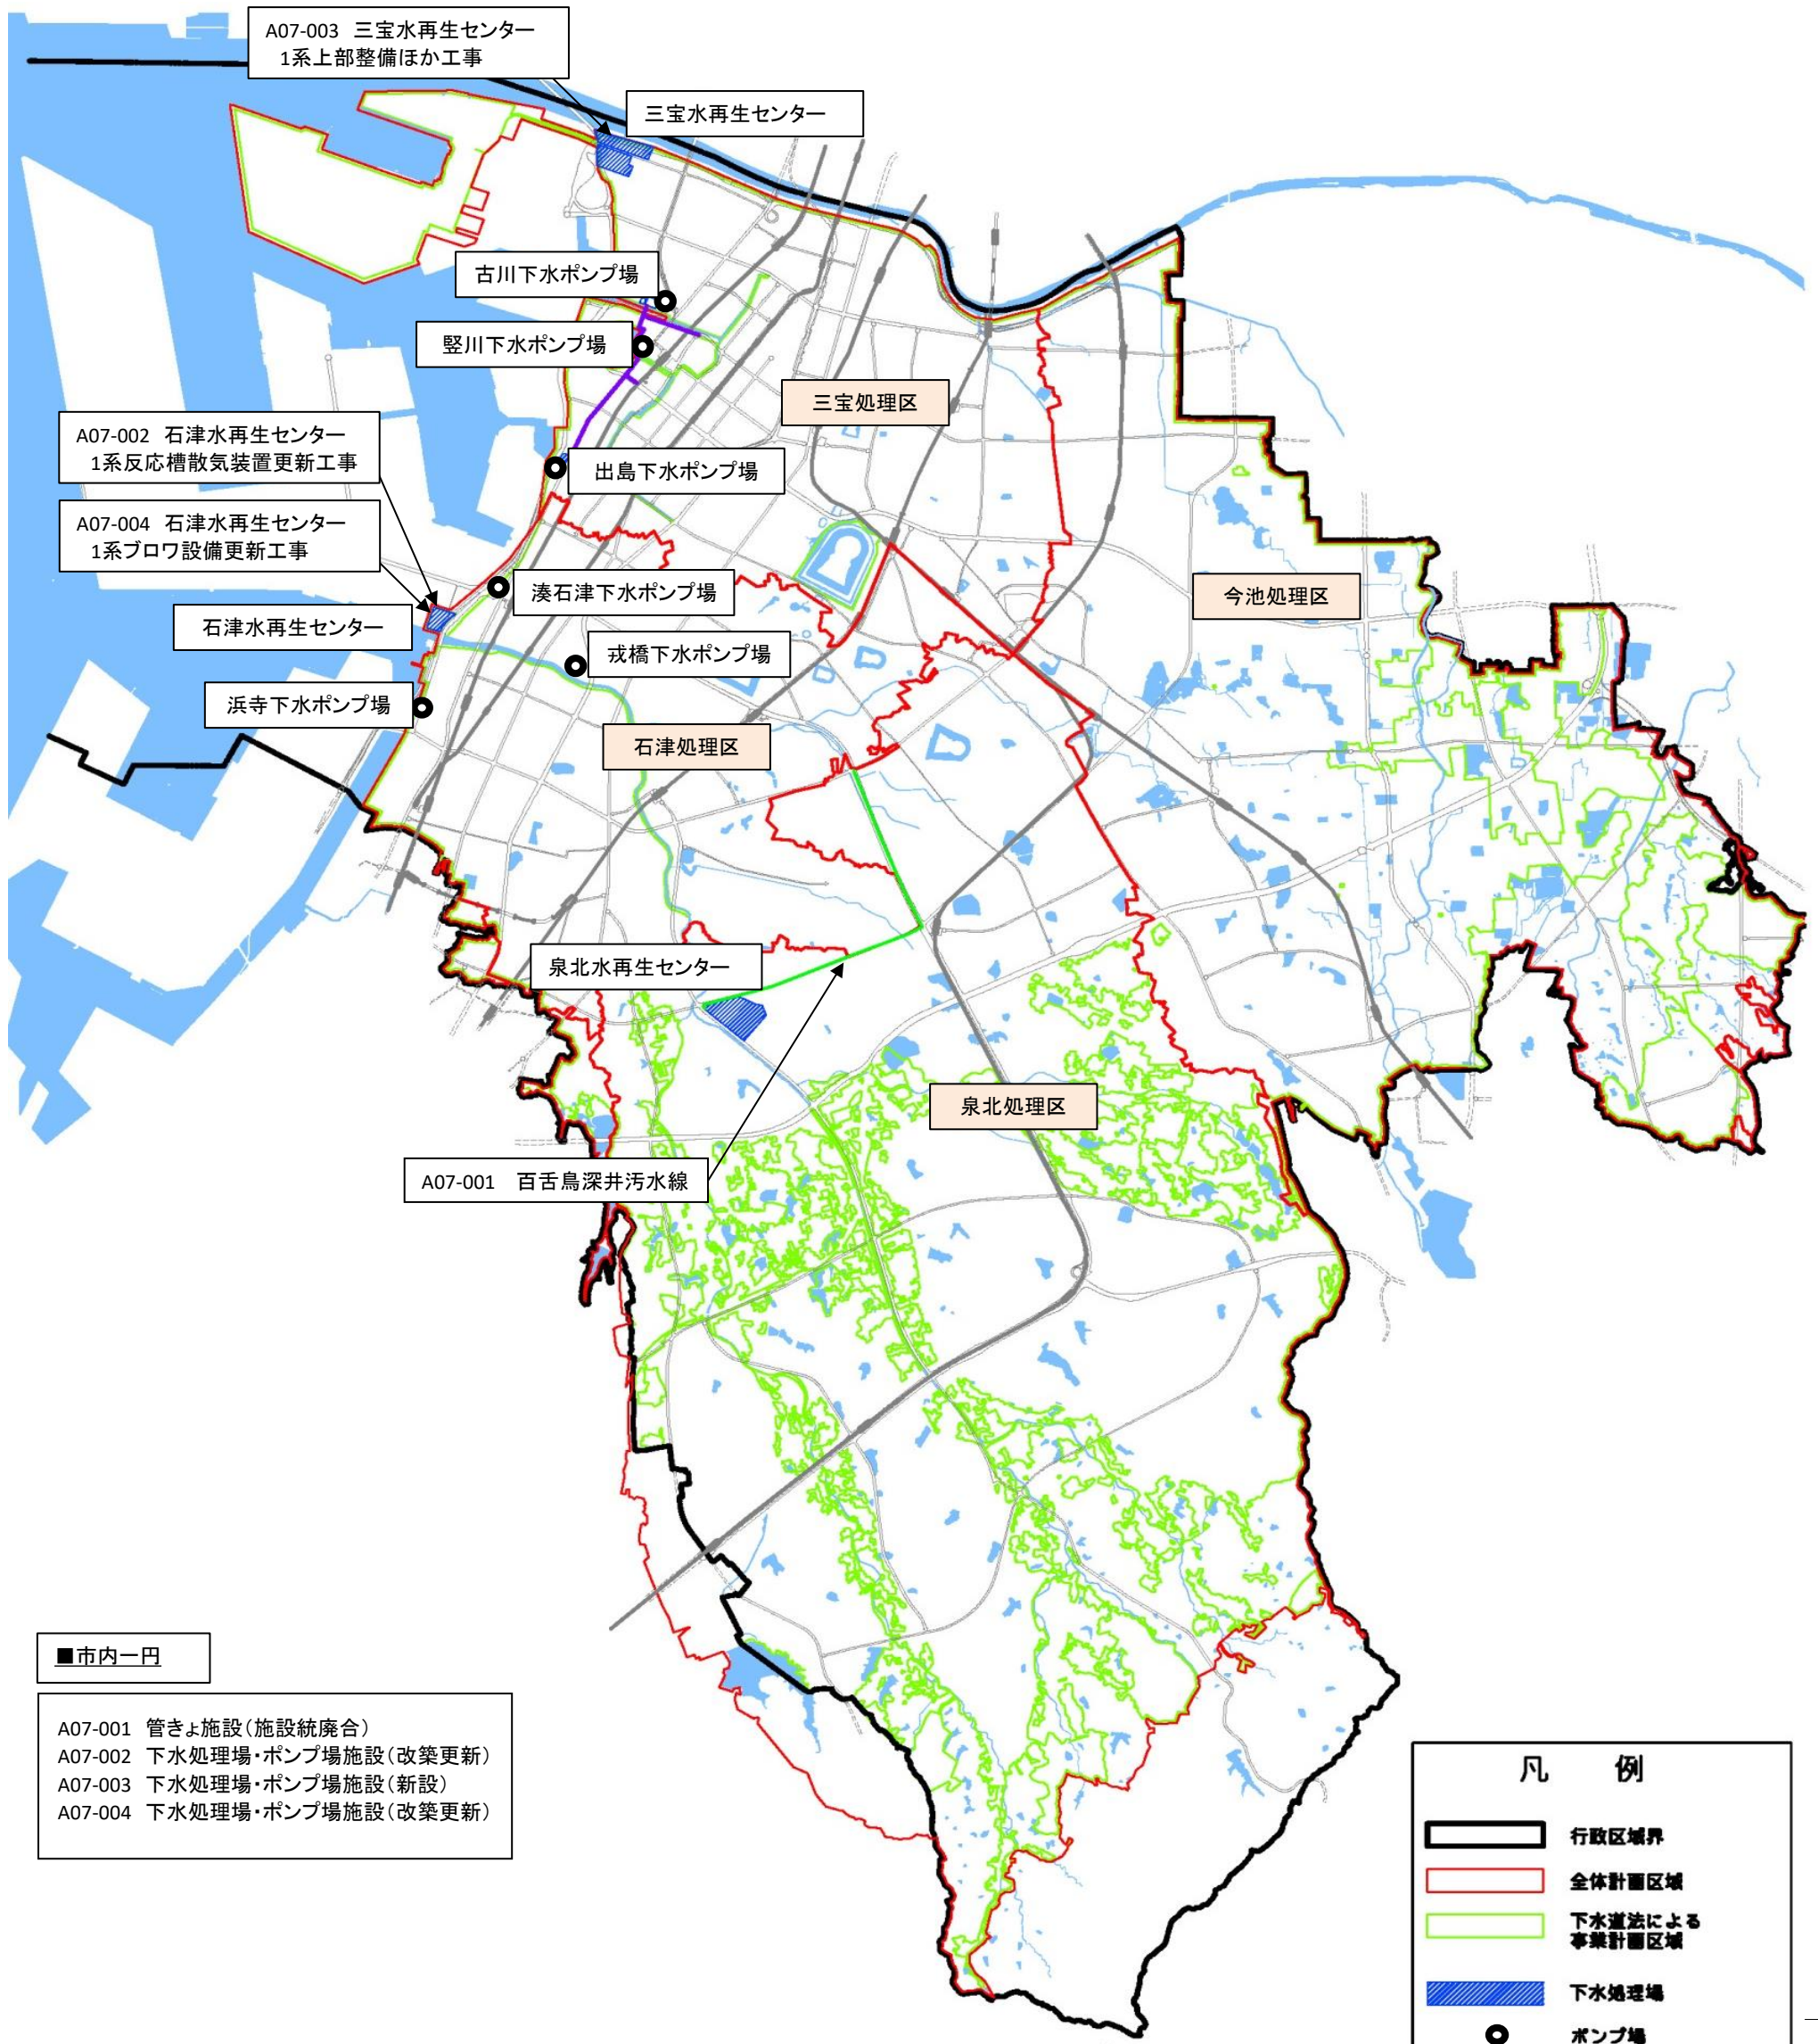 A07-003 三宝水再生センター
1系上部整備ほか工事
三宝水再生センター
古川下水ポンプ場
竪川下水ポンプ場
三宝処理区
A07-002 石津水再生センター
1系反応槽散気装置更新工事
出島下水ポンプ場
A07-004 石津水再生センター
1系ブロワ設備更新工事
湊石津下水ポンプ場
今池処理区
石津水再生センター
戎橋下水ポンプ場
浜寺下水ポンプ場
石津処理区
泉北水再生センター
泉北処理区
A07-001 百舌鳥深井汚水線
■市内一円
A07-001 管きょ施設(施設統廃合)
A07-002 下水処理場・ポンプ場施設(改築更新)
A07-003 下水処理場・ポンプ場施設(新設)
A07-004 下水処理場・ポンプ場施設(改築更新)
凡 例
行政区域界
全体計画区域
下水道法による
事業計画区域
下水処理場
ポンプ場